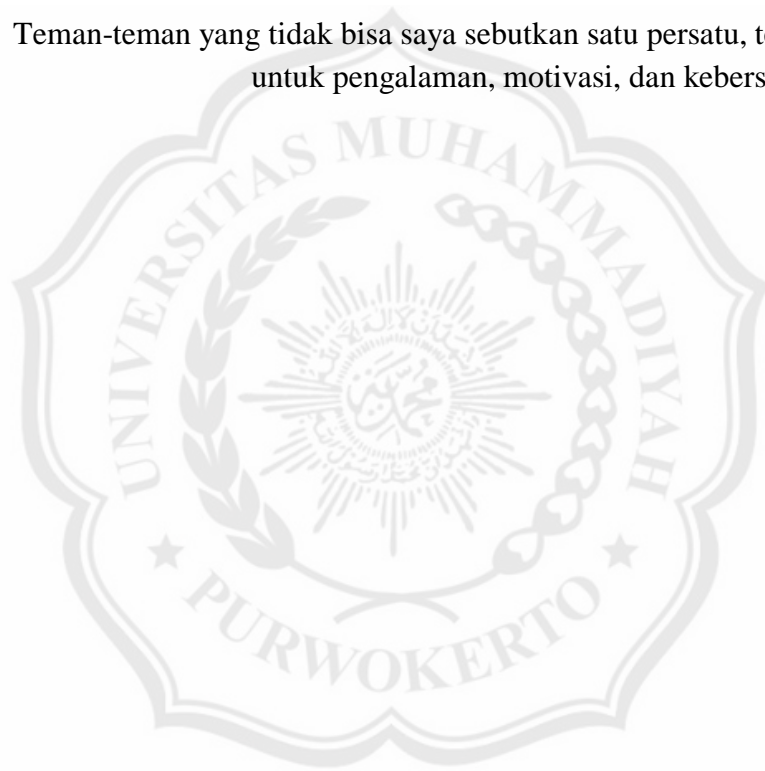 Teman-teman yang tidak bisa saya sebutkan satu persatu,
untuk pengalaman, motivasi, dan
UNIVERSITAS MUHAMMADIYAH
PURWOKERTO